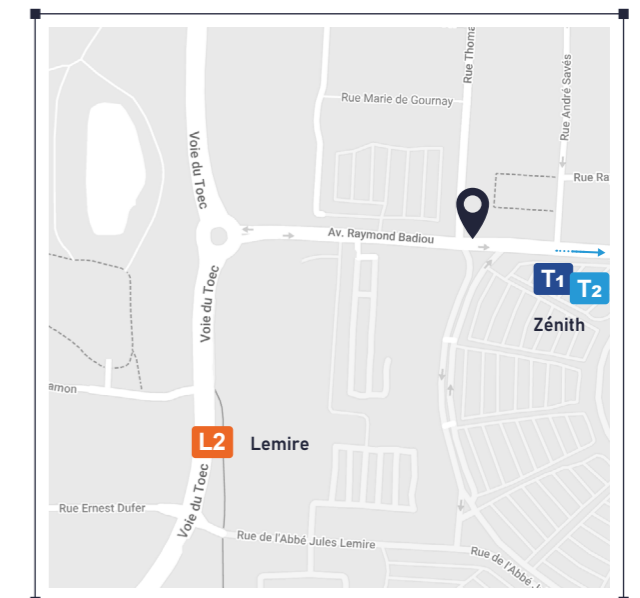 Rue Thoma
Rue André Savés
Rue Marie de Gournay
Voie du Toec
Rue Ra
Av. Raymond Badiou
T1
T2
Voie du Toec
Zénith
amon
L2
Lemire
Voie du Toec
Rue Ernest Dufer
Rue de l'Abbé Jules Lemire
Rue de l'Abbé